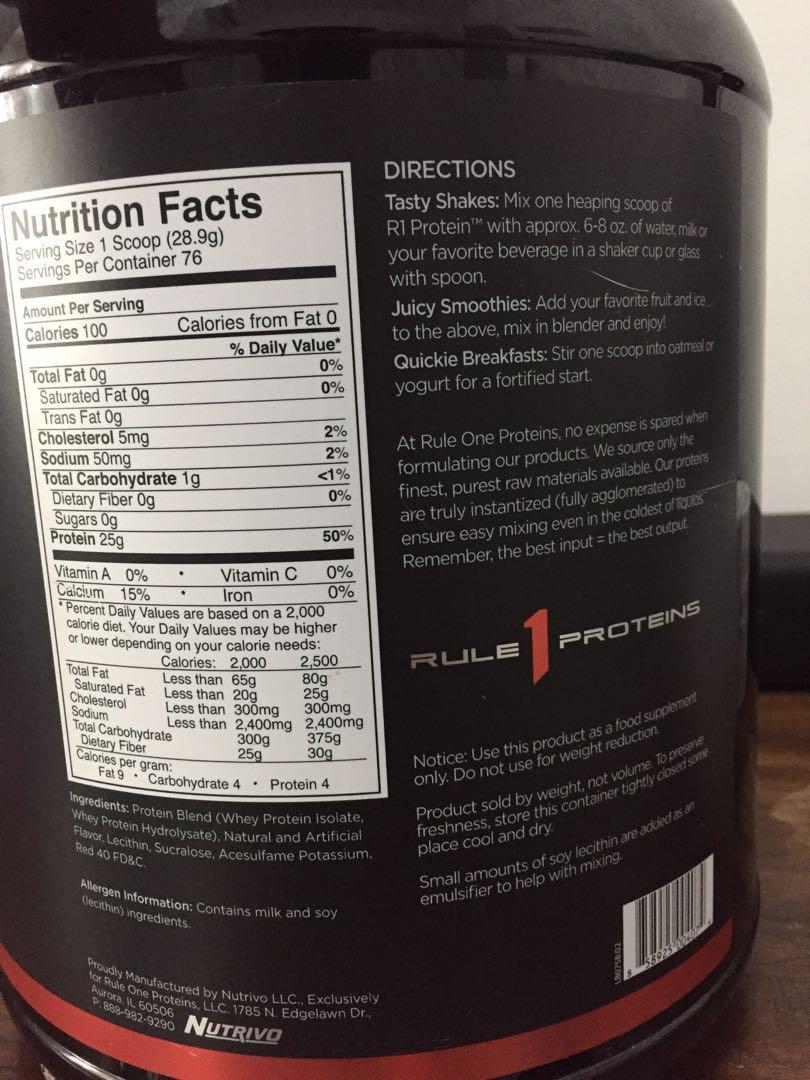 Nutrition Facts
Serving Size 1 Scoop (28.9g)
Servings Per Container 76
Amount Per Serving
Calories 100 Calories from Fat 0
% Daily Value*
Total Fat 0g 0%
Saturated Fat 0g 0%
Trans Fat 0g
Cholesterol 5mg 2%
Sodium 50mg 2%
Total Carbohydrate 1g <1%
Dietary Fiber 0g 0%
Sugars 0g
Protein 25g 50%
Vitamin A 0% • Vitamin C 0%
Calcium 15% • Iron 0%
* Percent Daily Values are based on a 2,000
calorie diet. Your Daily Values may be higher
or lower depending on your calorie needs:
Calories: 2,000 2,500
Total Fat Less than 65g 80g
Saturated Fat Less than 20g 25g
Cholesterol Less than 300mg 300mg
Sodium Less than 2,400mg 2,400mg
Total Carbohydrate 300g 375g
Dietary Fiber 25g 30g
Calories per gram:
Fat 9 • Carbohydrate 4 • Protein 4
Ingredients: Protein Blend (Whey Protein Isolate,
Whey Protein Hydrolysate), Natural and Artificial
Flavor, Lecithin, Sucralose, Acesulfame Potassium,
Red 40 FD&C.
Allergen Information: Contains milk and soy
(lecithin) ingredients.
Proudly Manufactured by Nutrivo LLC., Exclusively
for Rule One Proteins, LLC. 1785 N. Edgelawn Dr.,
Aurora, IL 60506
P: 888-982-9290 NUTRIVO
DIRECTIONS
Tasty Shakes: Mix one heaping scoop of
R1 Protein™ with approx. 6-8 oz. of water, milk or
your favorite beverage in a shaker cup or glass
with spoon.
Juicy Smoothies: Add your favorite fruit and ice
to the above, mix in blender and enjoy!
Quickie Breakfasts: Stir one scoop into oatmeal or
yogurt for a fortified start.
At Rule One Proteins, no expense is spared when
formulating our products. We source only the
finest, purest raw materials available. Our proteins
are truly instantized (fully agglomerated) to
ensure easy mixing even in the coldest of liquids.
Remember, the best input = the best output.
RULE 1 PROTEINS
Notice: Use this product as a food supplement
only. Do not use for weight reduction.
Product sold by weight, not volume. To preserve
freshness, store this container tightly closed some
place cool and dry.
Small amounts of soy lecithin are added as an
emulsifier to help with mixing.
LB0758.02